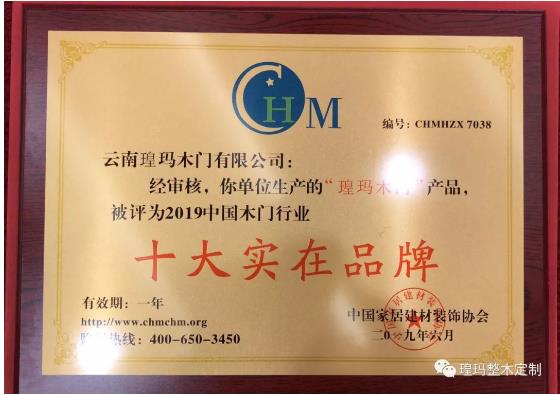 CHM
编号: CHMHZX 7038
云南瑝玛木门有限公司:
经审核,你单位生产的“瑝玛木门”产品,
被评为2019中国木门行业
十大实在品牌
有效期: 一年
http://www.chmchm.org
热线: 400-650-3450
中国家居建材装饰协会
二〇一九年六月
瑝玛整木定制